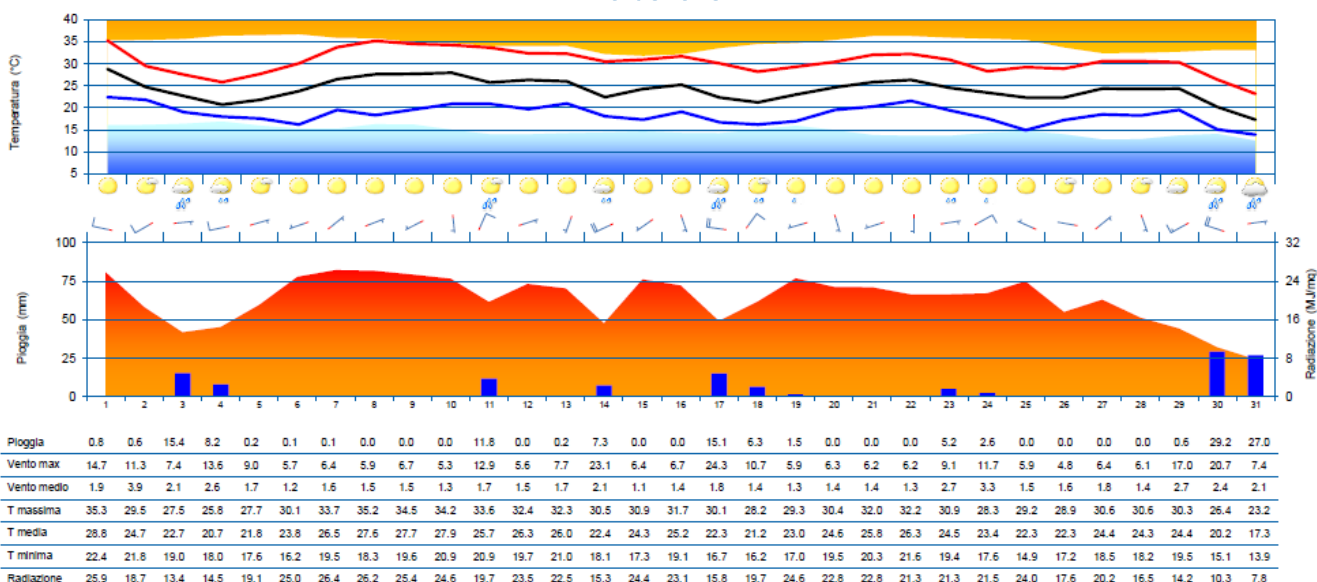 40
35
30
25
20
15
10
5
Temperatura (°C)
100 32
75 24
50 16
25 8
0 0
Pioggia (mm)
Radiazione (MJ/mq)
1 2 3 4 5 6 7 8 9 10 11 12 13 14 15 16 17 18 19 20 21 22 23 24 25 26 27 28 29 30 31
Pioggia 0.8 0.6 15.4 8.2 0.2 0.1 0.1 0.0 0.0 0.0 11.8 0.0 0.2 7.3 0.0 0.0 15.1 6.3 1.5 0.0 0.0 0.0 5.2 2.6 0.0 0.0 0.0 0.0 0.6 29.2 27.0
Vento max 14.7 11.3 7.4 13.6 9.0 5.7 6.4 5.9 6.7 5.3 12.9 5.6 7.7 23.1 6.4 6.7 24.3 10.7 5.9 6.3 6.2 6.2 9.1 11.7 5.9 4.8 6.4 6.1 17.0 20.7 7.4
Vento medio 1.9 3.9 2.1 2.6 1.7 1.2 1.6 1.5 1.5 1.3 1.7 1.5 1.7 2.1 1.1 1.4 1.8 1.4 1.3 1.4 1.4 1.3 2.7 3.3 1.5 1.6 1.8 1.4 2.7 2.4 2.1
T massima 35.3 29.5 27.5 25.8 27.7 30.1 33.7 35.2 34.5 34.2 33.6 32.4 32.3 30.5 30.9 31.7 30.1 28.2 29.3 30.4 32.0 32.2 30.9 28.3 29.2 28.9 30.6 30.6 30.3 26.4 23.2
T media 28.8 24.7 22.7 20.7 21.8 23.8 26.5 27.6 27.7 27.9 25.7 26.3 26.0 22.4 24.3 25.2 22.3 21.2 23.0 24.6 25.8 26.3 24.5 23.4 22.3 22.3 24.4 24.3 24.4 20.2 17.3
T minima 22.4 21.8 19.0 18.0 17.6 16.2 19.5 18.3 19.6 20.9 20.9 19.7 21.0 18.1 17.3 19.1 16.7 16.2 17.0 19.5 20.3 21.6 19.4 17.6 14.9 17.2 18.5 18.2 19.5 15.1 13.9
Radiazione 25.9 18.7 13.4 14.5 19.1 25.0 26.4 26.2 25.4 24.6 19.7 23.5 22.5 15.3 24.4 23.1 15.8 19.7 24.6 22.8 22.8 21.3 21.3 21.5 24.0 17.6 20.2 16.5 14.2 10.3 7.8